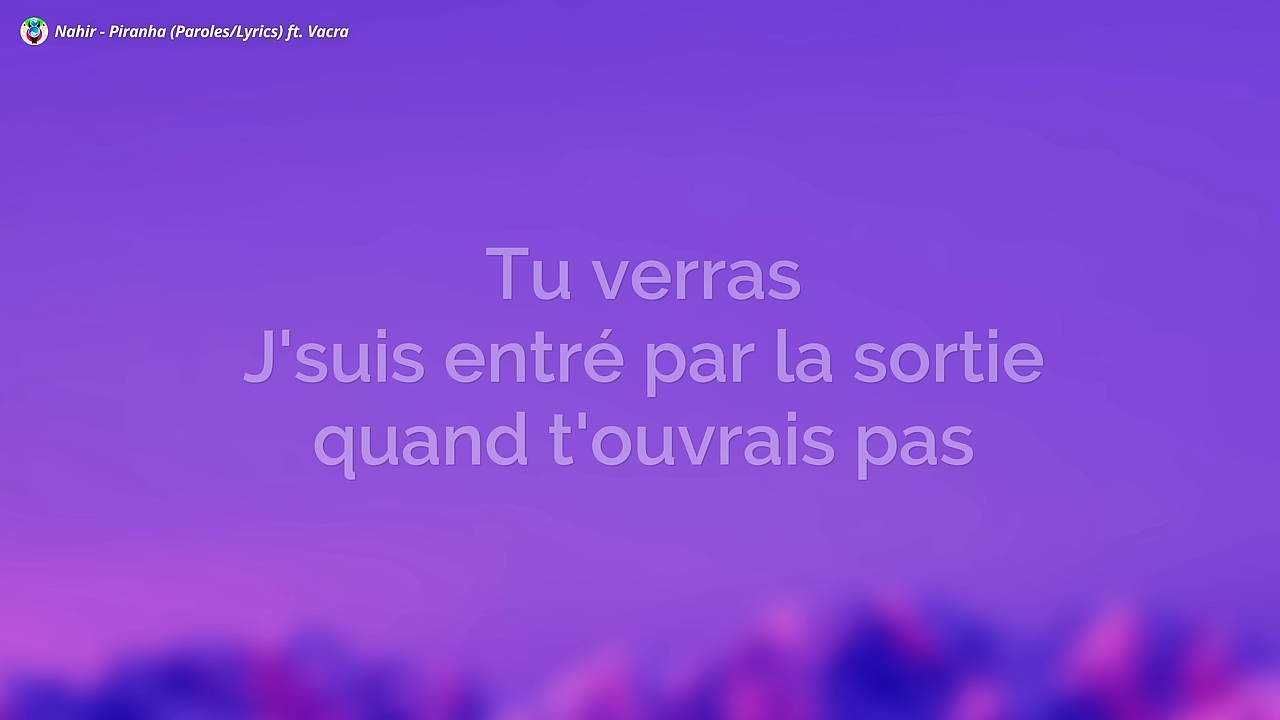 Nahir - Piranha (Paroles/Lyrics) ft. Vacra
Tu verras
J'suis entré par la sortie
quand t'ouvrais pas